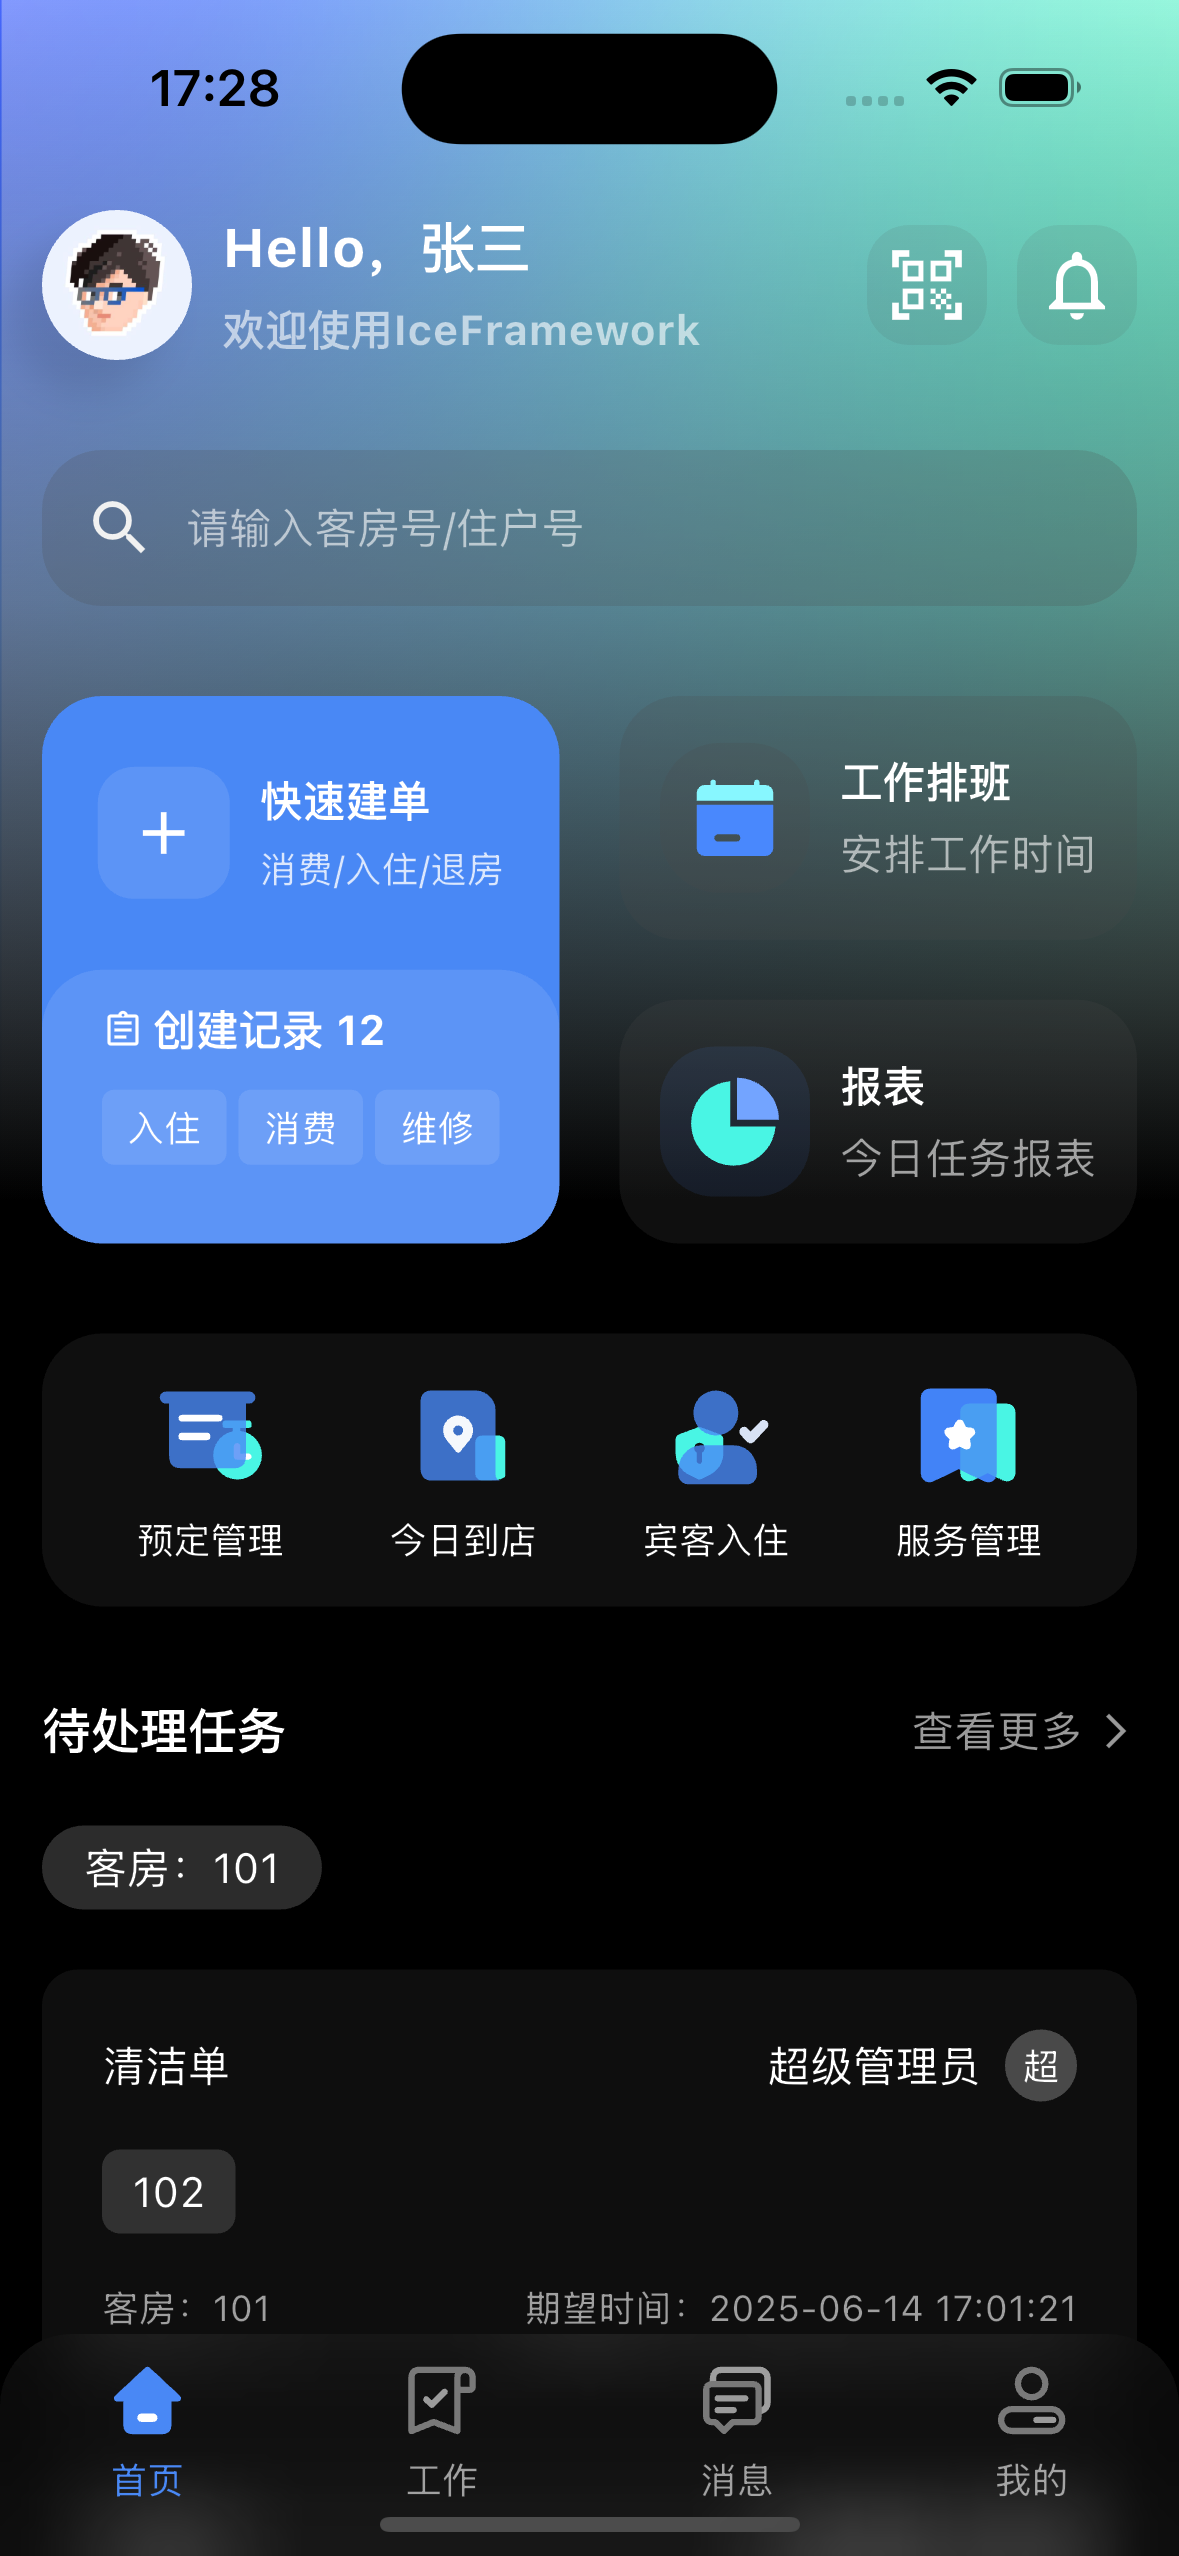 17:28
Hello，张三
欢迎使用IceFramework
请输入客房号/住户号
快速建单
消费/入住/退房
创建记录 12
入住 消费 维修
工作排班
安排工作时间
报表
今日任务报表
预定管理 今日到店 宾客入住 服务管理
待处理任务 查看更多
客房：101
清洁单 超级管理员 超
102
客房：101 期望时间：2025-06-14 17:01:21
首页 工作 消息 我的